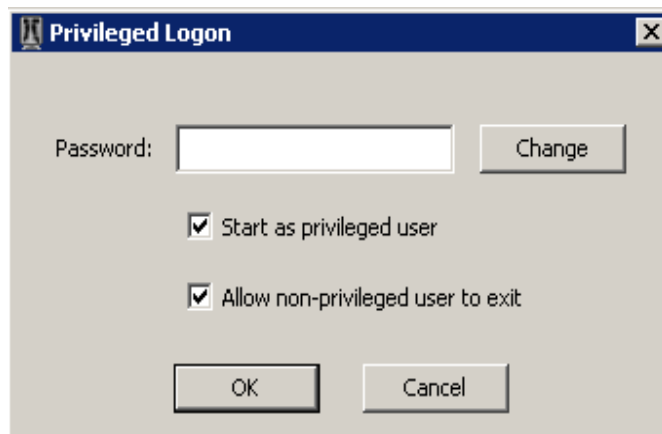 Privileged Logon
Password:
Change
Start as privileged user
Allow non-privileged user to exit
OK
Cancel